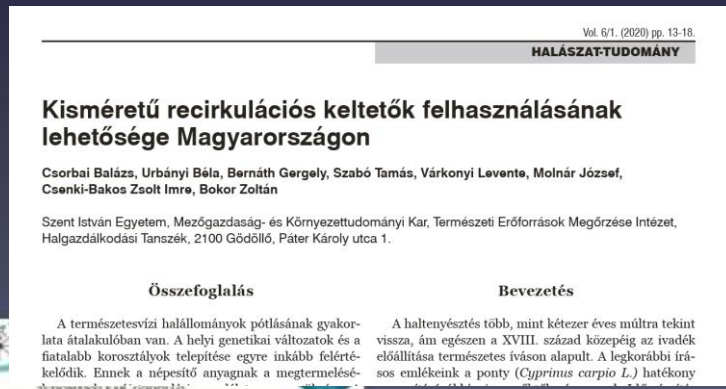 Vol. 6/1. (2020) pp. 13-18.
HALÁSZAT-TUDOMÁNY
Kisméretű recirkulációs keltetők felhasználásának
lehetősége Magyarországon
Csorbai Balázs, Urbányi Béla, Bernáth Gergely, Szabó Tamás, Várkonyi Levente, Molnár József,
Csenki-Bakos Zsolt Imre, Bokor Zoltán
Szent István Egyetem, Mezőgazdaság- és Környezettudományi Kar, Természeti Erőforrások Megőrzése Intézet,
Halgazdálkodási Tanszék, 2100 Gödöllő, Páter Károly utca 1.
Összefoglalás
A természetesvízi halállományok pótlásának gyakor-
lata átalakulóban van. A helyi genetikai változatok és a
fiatalabb korosztályok telepítése egyre inkább felérté-
kelődik. Ennek a népesítő anyagnak a megtermelésé-
Bevezetés
A haltenyésztés több, mint kétezer éves múltra tekint
vissza, ám egészen a XVIII. század közepéig az ivadék
előállítása természetes íváson alapult. A legkorábbi írá-
sos emlékeink a ponty (Cyprinus carpio L.) hatékony